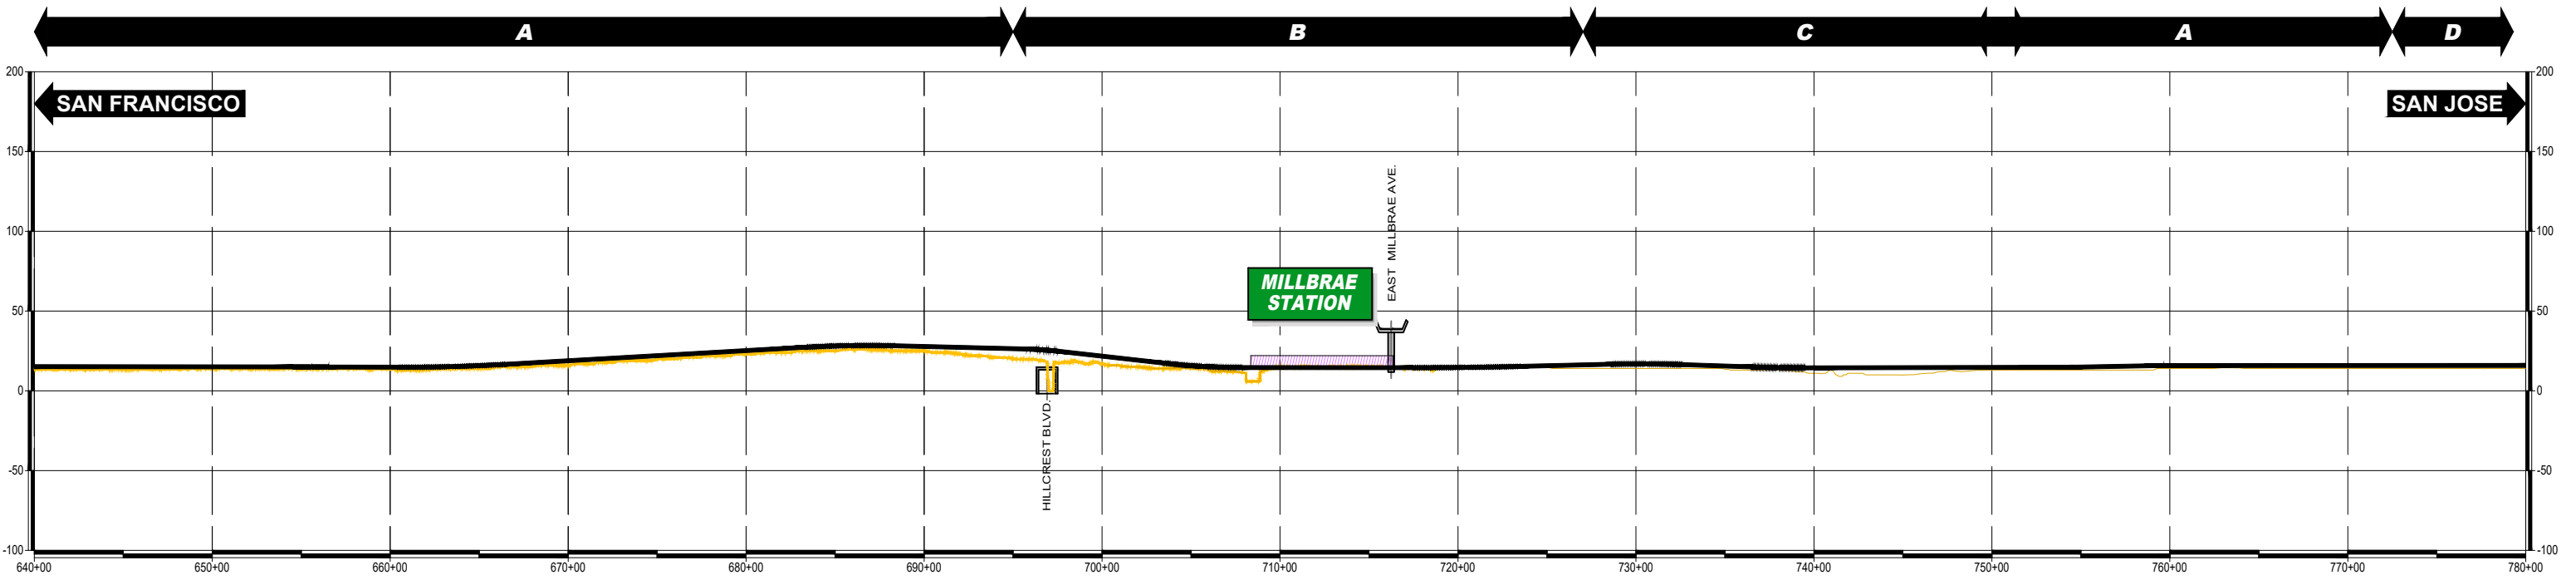 A B C A D
200 200
SAN FRANCISCO SAN JOSE
150 150
EAST MILLBRAE AVE.
100 100
MILLBRAE
STATION
50 50
0 0
HILLCREST BLVD.
-50 -50
-100 -100
640+00 650+00 660+00 670+00 680+00 690+00 700+00 710+00 720+00 730+00 740+00 750+00 760+00 770+00 780+00